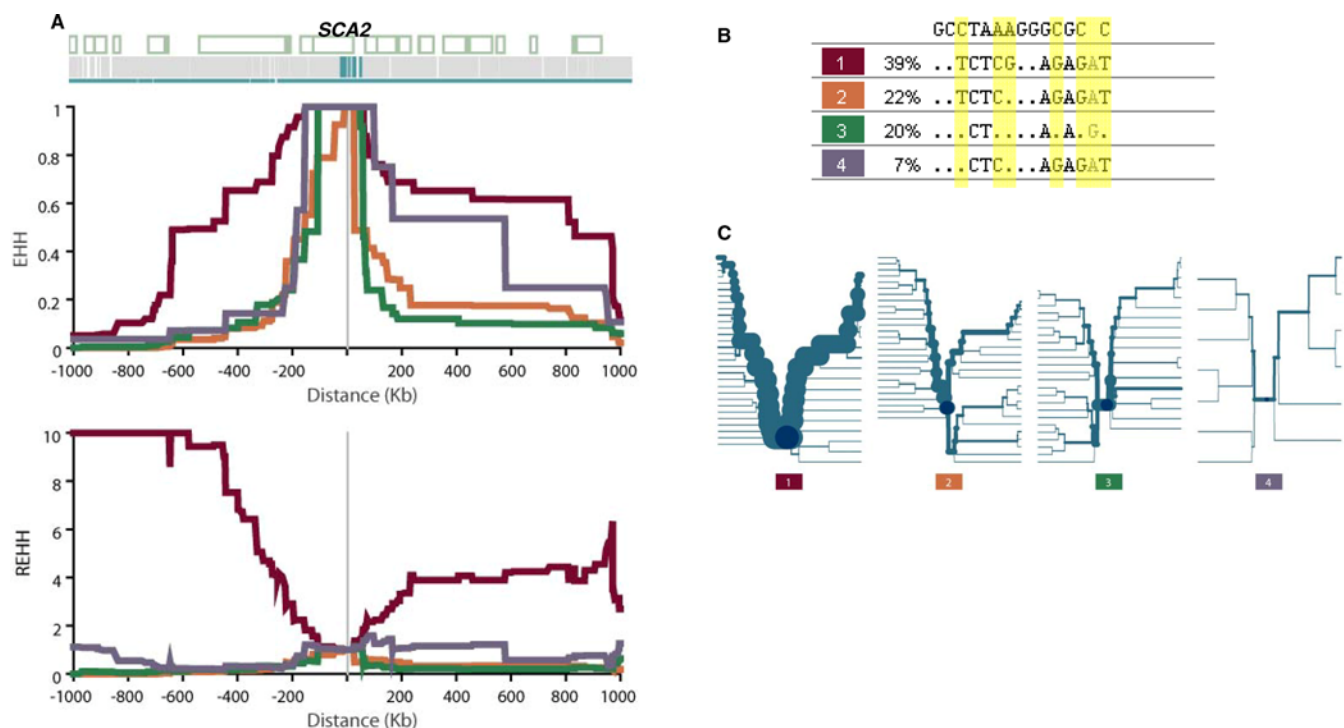 A
SCA2
EHH
1
0.8
0.6
0.4
0.2
0
-1000 -800 -600 -400 -200 0 200 400 600 800 1000
Distance (Kb)
REHH
10
8
6
4
2
0
-1000 -800 -600 -400 -200 0 200 400 600 800 1000
Distance (Kb)
B
GCCTAAAGGGCGC C
1 39% ..TCTCG..AGAGAT
2 22% ..TCTC...AGAGAT
3 20% ...CT....A.A.G.
4 7% ...CTC...AGAGAT
C
1 2 3 4